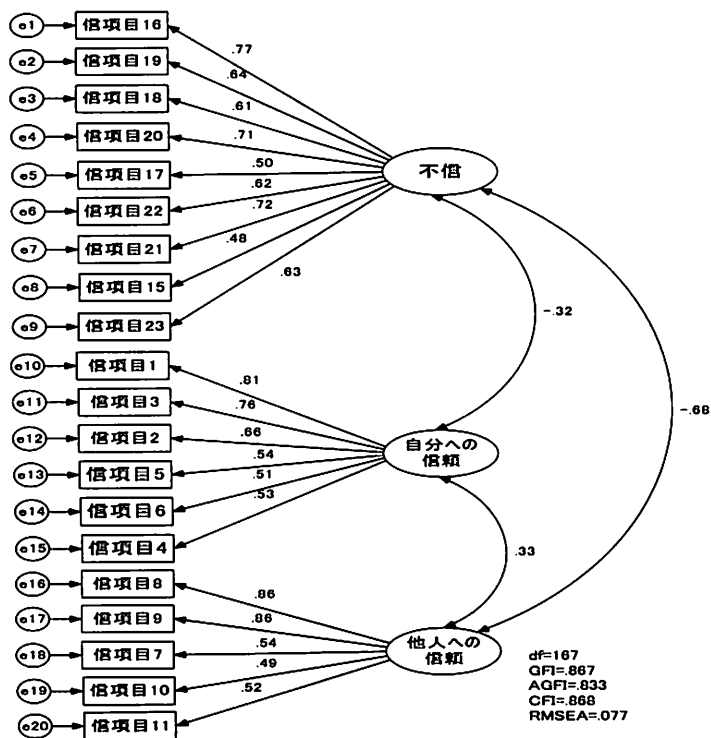 e1 信項目16
e2 信項目19
e3 信項目18
e4 信項目20
e5 信項目17
e6 信項目22
e7 信項目21
e8 信項目15
e9 信項目23
e10 信項目1
e11 信項目3
e12 信項目2
e13 信項目5
e14 信項目6
e15 信項目4
e16 信項目8
e17 信項目9
e18 信項目7
e19 信項目10
e20 信項目11
.77
.64
.61
.71
.50
.62
.72
.48
.63
.81
.76
.66
.54
.51
.53
.86
.86
.54
.49
.52
不信
自分への
信頼
他人への
信頼
-.32
-.68
.33
df=167
GFI=.867
AGFI=.833
CFI=.868
RMSEA=.077